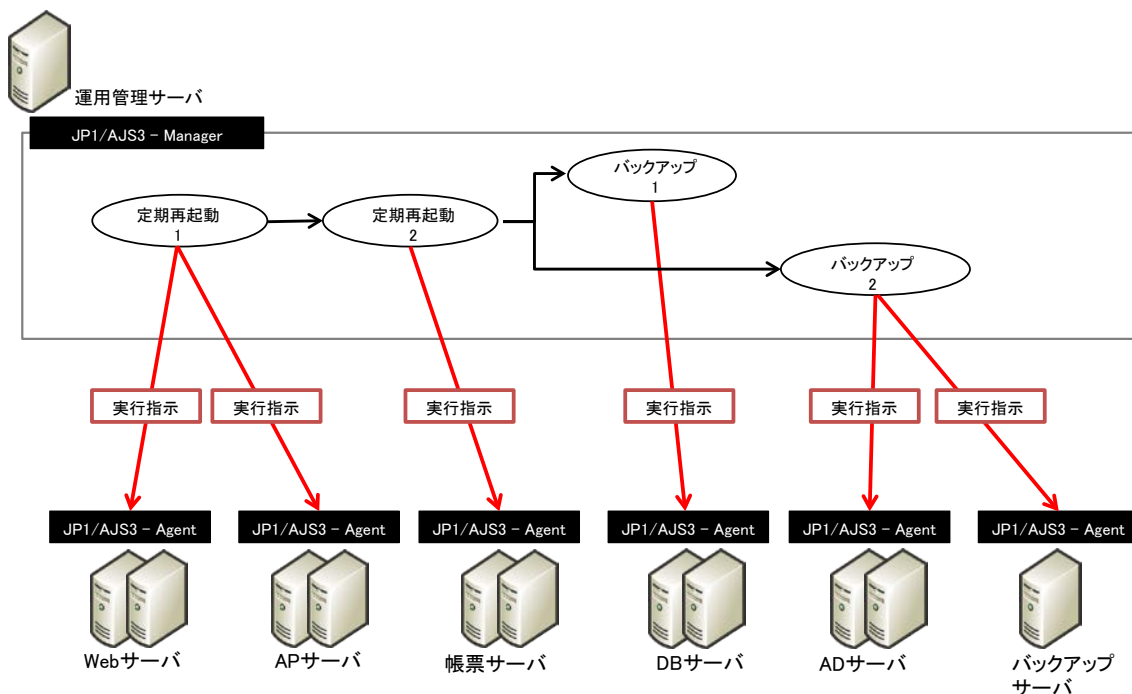 運用管理サーバ
JP1/AJS3 – Manager
バックアップ
1
定期再起動
1
定期再起動
2
バックアップ
2
実行指示
実行指示
実行指示
実行指示
実行指示
実行指示
JP1/AJS3 – Agent
JP1/AJS3 – Agent
JP1/AJS3 – Agent
JP1/AJS3 – Agent
JP1/AJS3 – Agent
JP1/AJS3 – Agent
Webサーバ
APサーバ
帳票サーバ
DBサーバ
ADサーバ
バックアップ
サーバ